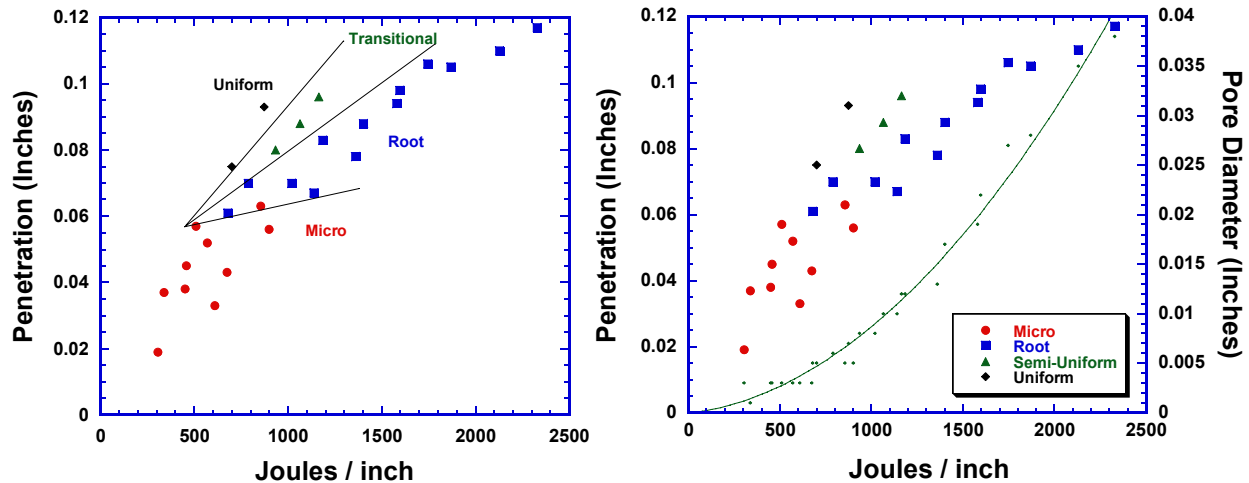 0.12
0.1
0.08
0.06
0.04
0.02
0
Penetration (Inches)
Transitional
Uniform
Root
Micro
0 500 1000 1500 2000 2500
Joules / inch
0.12
0.1
0.08
0.06
0.04
0.02
0
Penetration (Inches)
0.04
0.035
0.03
0.025
0.02
0.015
0.01
0.005
0
Pore Diameter (Inches)
Micro
Root
Semi-Uniform
Uniform
0 500 1000 1500 2000 2500
Joules / inch